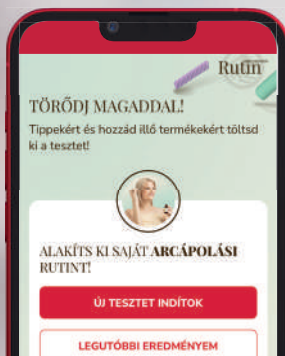 Rutin
TÖRŐDJ MAGADDAL!
Tippekért és hozzád illő termékekért töltsd
ki a tesztet!
ALAKÍTS KI SAJÁT ARCÁPOLÁSI
RUTINT!
ÚJ TESZTET INDÍTOK
LEGUTÓBBI EREDMÉNYEM